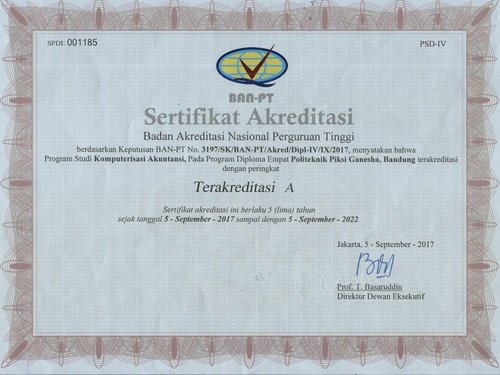 SPDI: 001185
PSD-IV
BAN-PT
Sertifikat Akreditasi
Badan Akreditasi Nasional Perguruan Tinggi
berdasarkan Keputusan BAN-PT No. 3197/SK/BAN-PT/Akred/Dipl-IV/IX/2017, menyatakan bahwa
Program Studi Komputerisasi Akuntansi, Pada Program Diploma Empat Politeknik Piksi Ganesha, Bandung terakreditasi
dengan peringkat
Terakreditasi A
Sertifikat akreditasi ini berlaku 5 (lima) tahun
sejak tanggal 5 - September - 2017 sampai dengan 5 - September - 2022
Jakarta, 5 - September - 2017
Prof. T. Basaruddin
Direktur Dewan Eksekutif